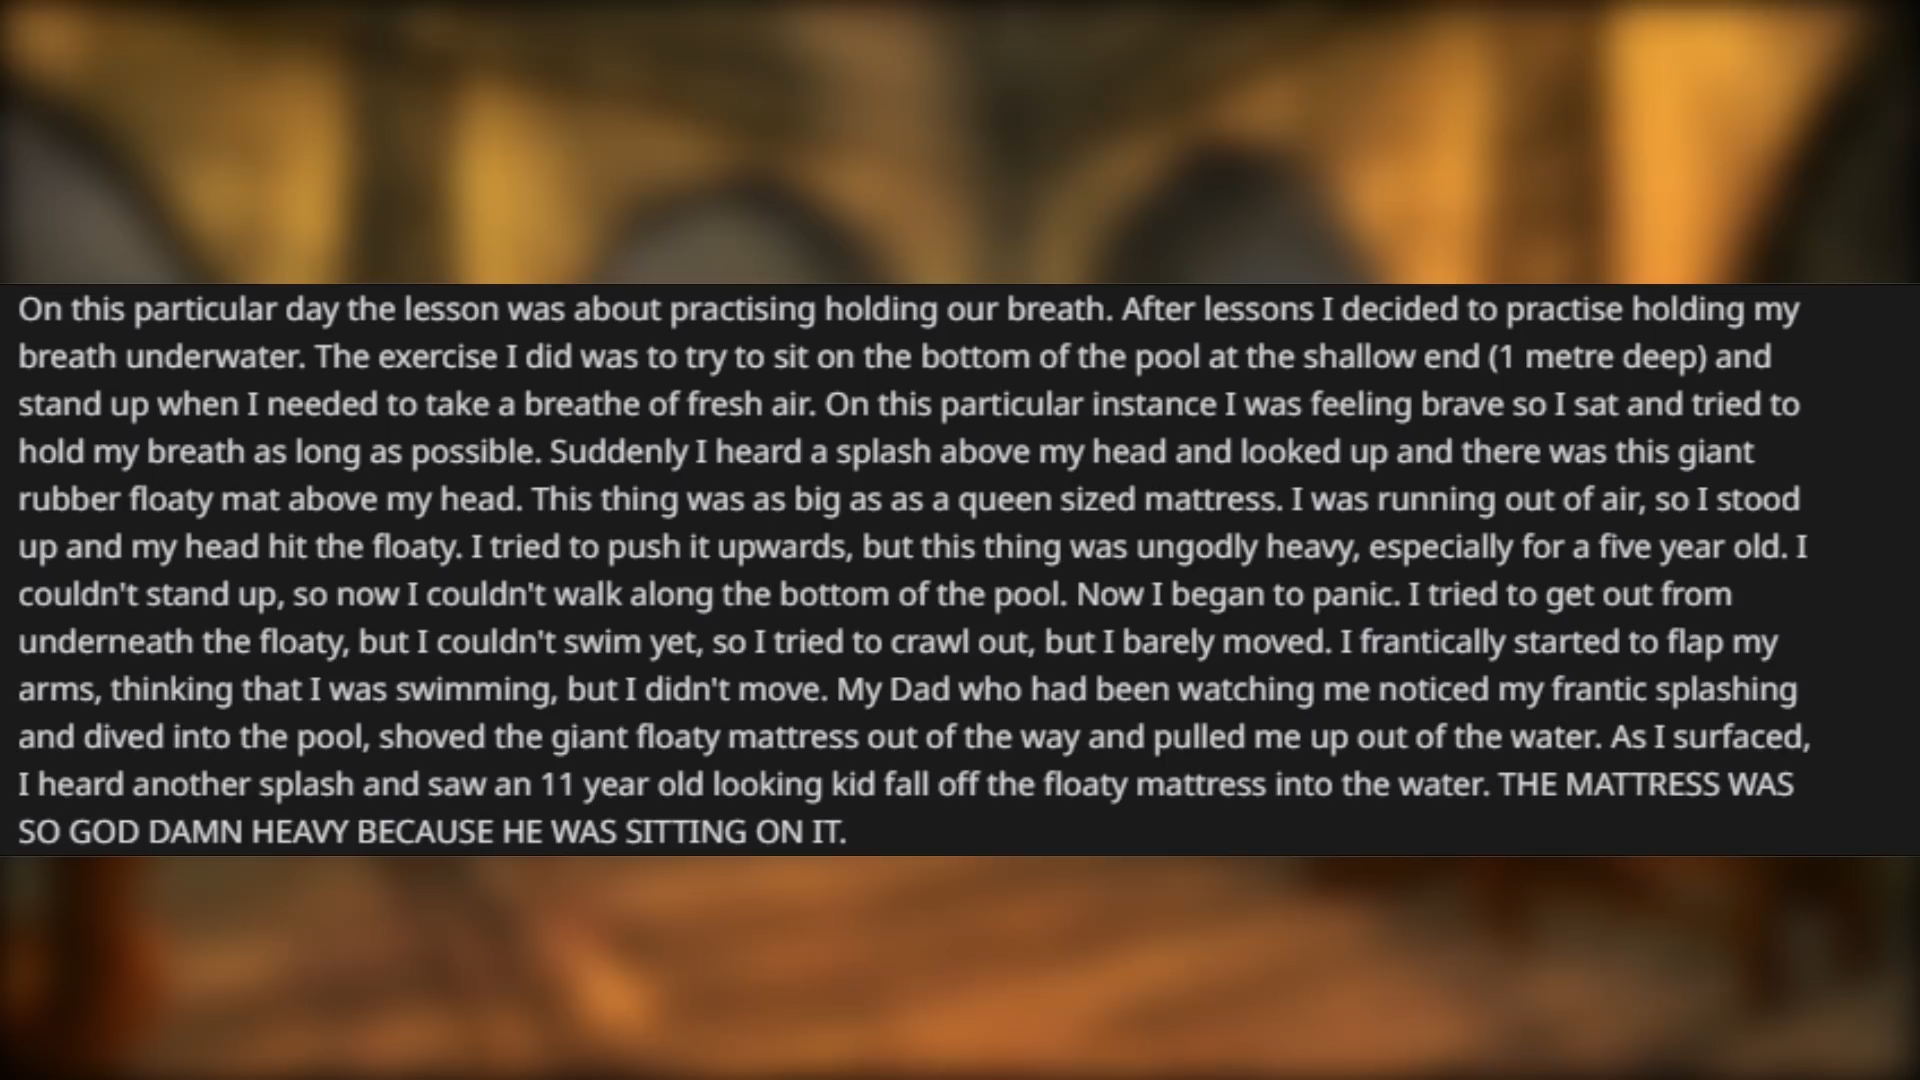 On this particular day the lesson was about practising holding our breath. After lessons I decided to practise holding my
breath underwater. The exercise I did was to try to sit on the bottom of the pool at the shallow end (1 metre deep) and
stand up when I needed to take a breathe of fresh air. On this particular instance I was feeling brave so I sat and tried to
hold my breath as long as possible. Suddenly I heard a splash above my head and looked up and there was this giant
rubber floaty mat above my head. This thing was as big as as a queen sized mattress. I was running out of air, so I stood
up and my head hit the floaty. I tried to push it upwards, but this thing was ungodly heavy, especially for a five year old. I
couldn't stand up, so now I couldn't walk along the bottom of the pool. Now I began to panic. I tried to get out from
underneath the floaty, but I couldn't swim yet, so I tried to crawl out, but I barely moved. I frantically started to flap my
arms, thinking that I was swimming, but I didn't move. My Dad who had been watching me noticed my frantic splashing
and dived into the pool, shoved the giant floaty mattress out of the way and pulled me up out of the water. As I surfaced,
I heard another splash and saw an 11 year old looking kid fall off the floaty mattress into the water. THE MATTRESS WAS
SO GOD DAMN HEAVY BECAUSE HE WAS SITTING ON IT.